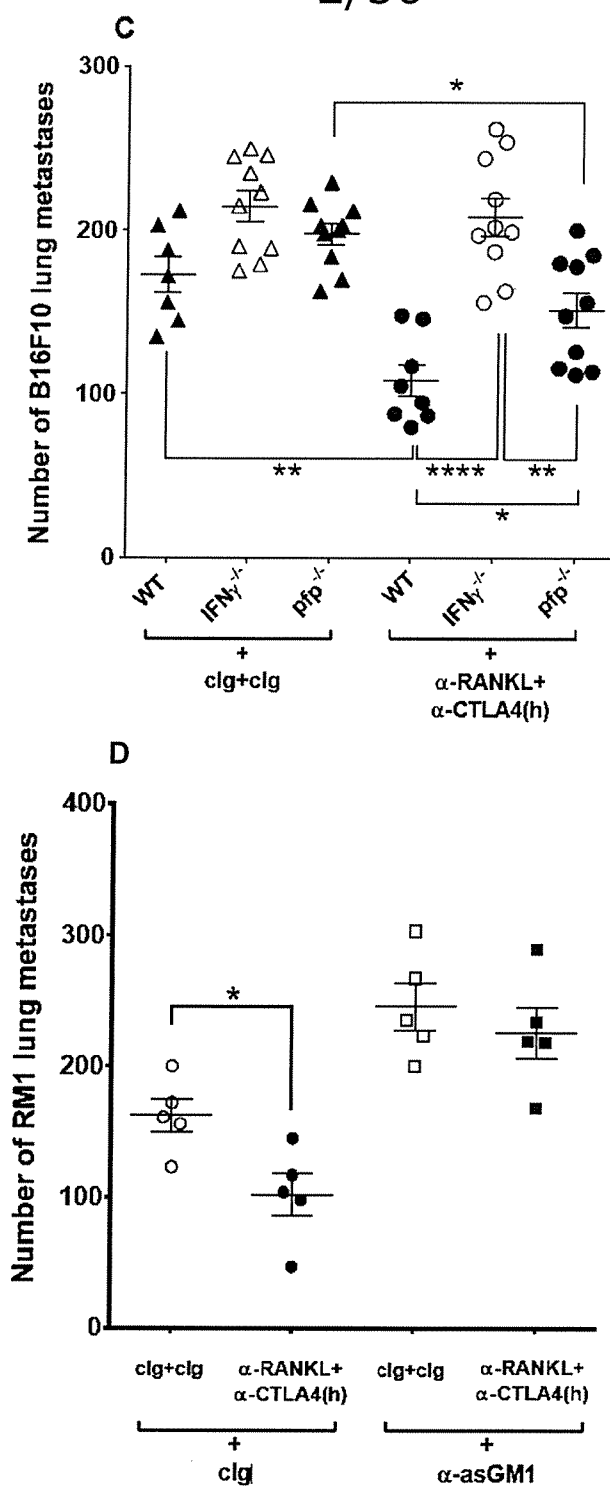 C
Number of B16F10 lung metastases
300
200
100
0
*
**
****
**
*
WT
IFNγ-/-
pfp-/-
WT
IFNγ-/-
pfp-/-
+
+
cIg+cIg
α-RANKL+
α-CTLA4(h)
D
Number of RM1 lung metastases
400
300
200
100
0
*
cIg+cIg
α-RANKL+
α-CTLA4(h)
cIg+cIg
α-RANKL+
α-CTLA4(h)
+
+
cIg
α-asGM1